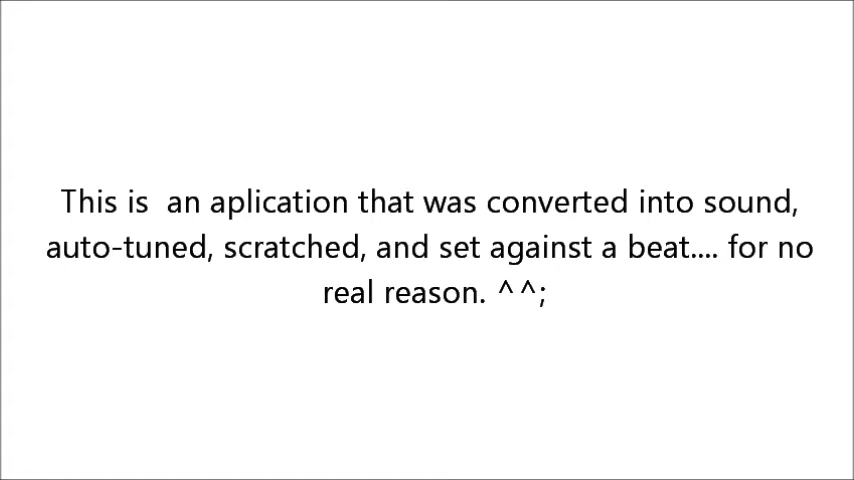 This is  an aplication that was converted into sound,
auto-tuned, scratched, and set against a beat.... for no
real reason. ^^;